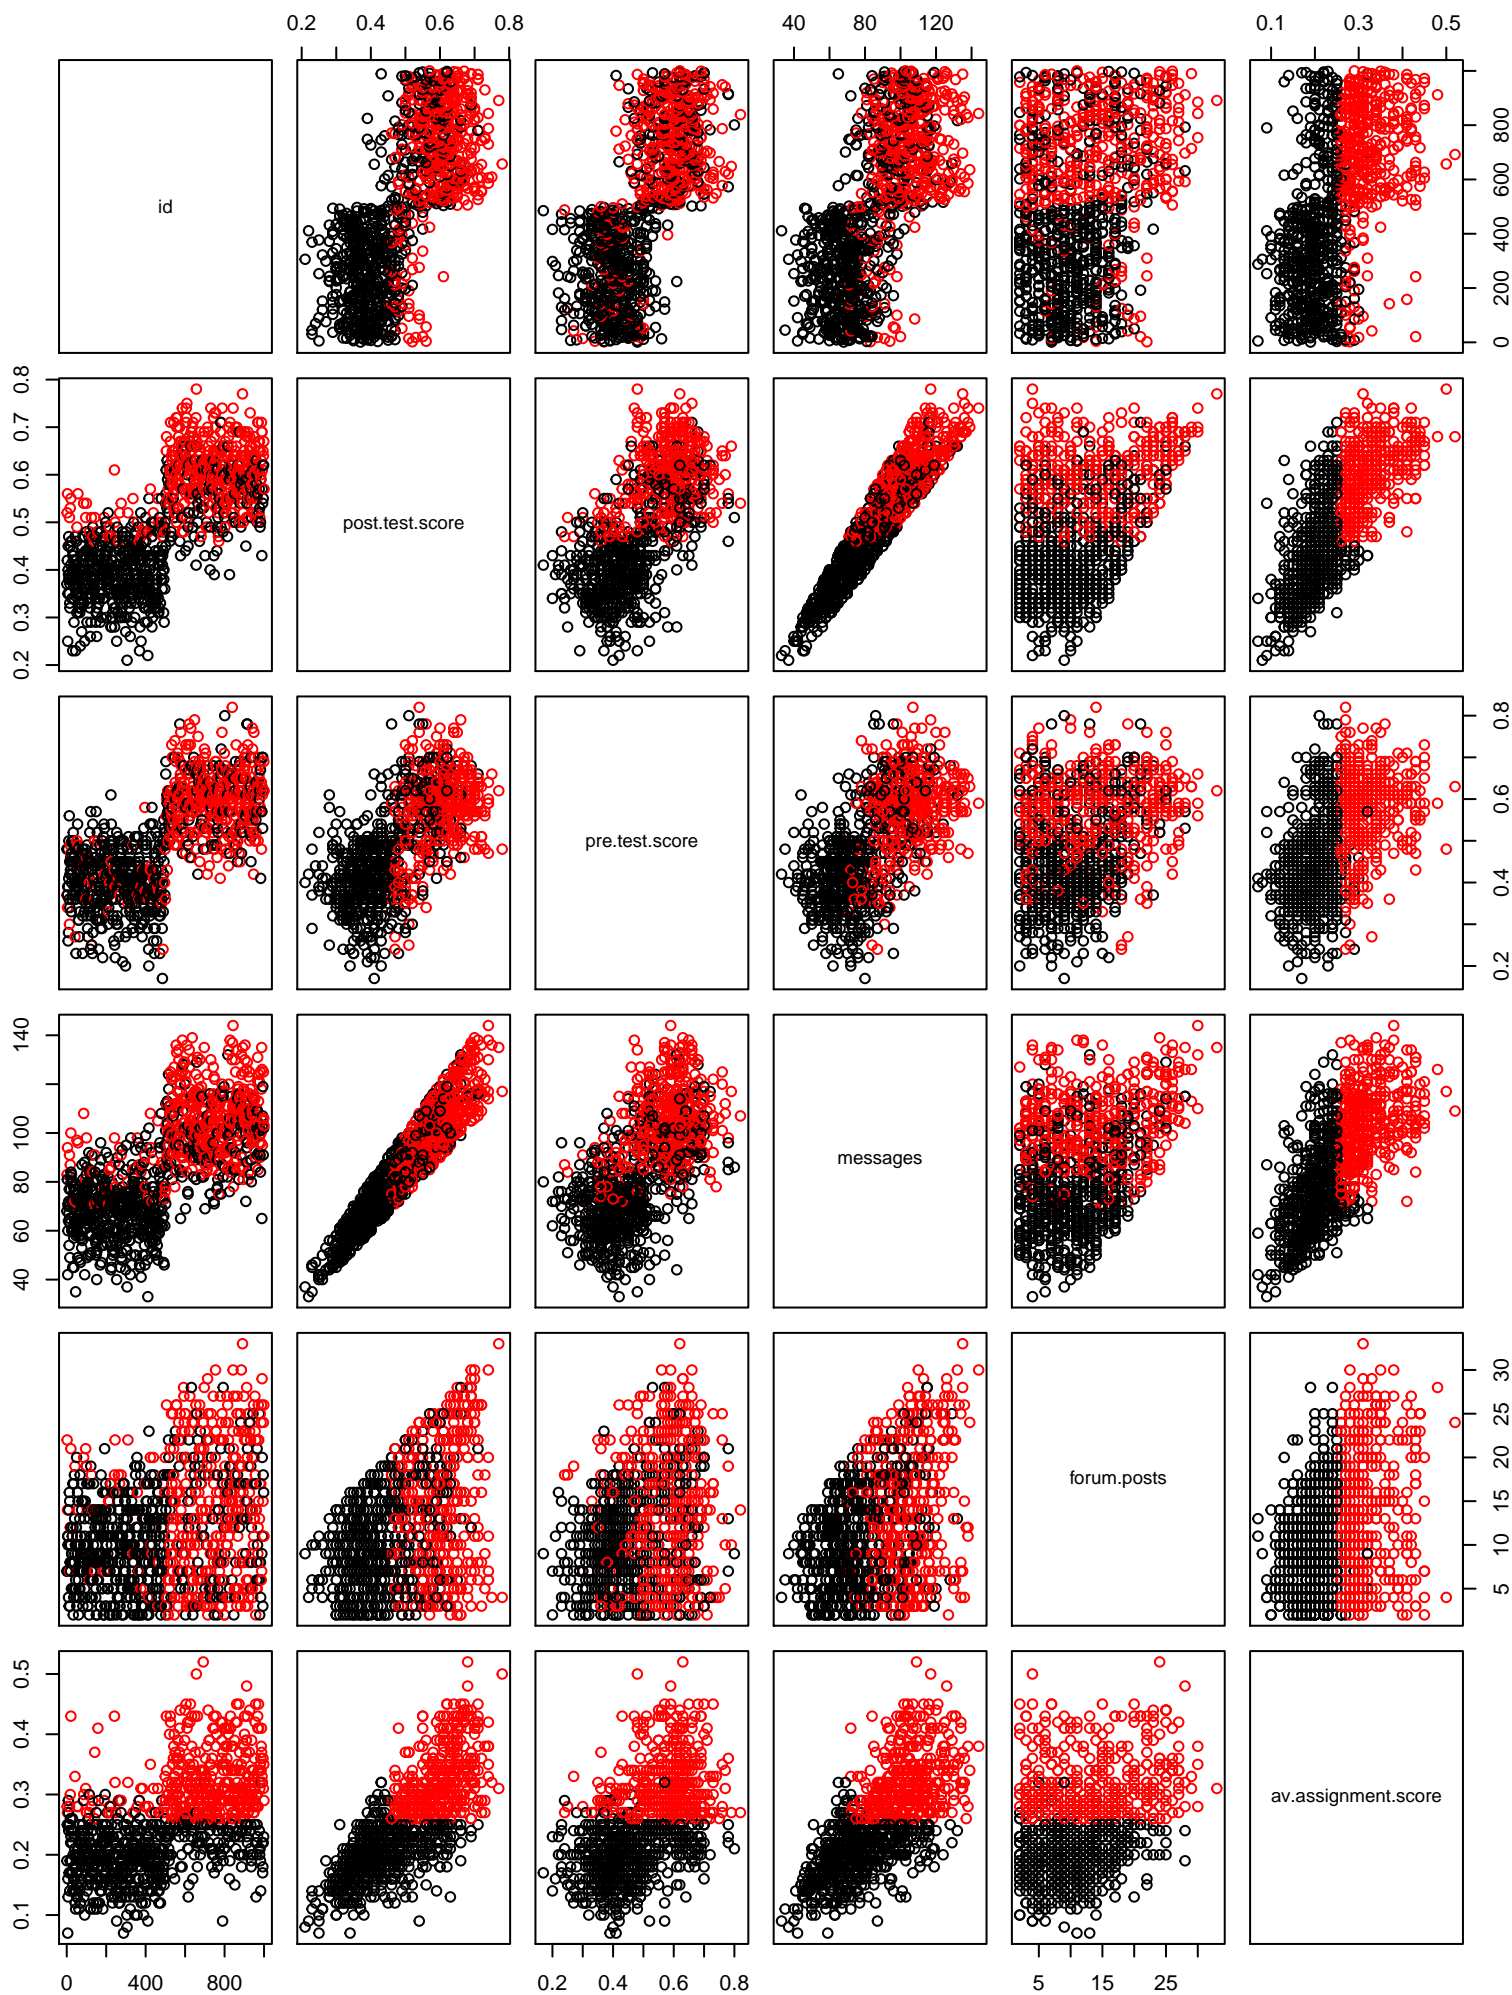 0.2 0.4 0.6 0.8 40 80 120 0.1 0.3 0.5
id 0 200 400 600 800
0.2 0.3 0.4 0.5 0.6 0.7 0.8 post.test.score
pre.test.score 0.2 0.4 0.6 0.8
40 60 80 100 140 messages
forum.posts 5 10 15 20 25 30
0.1 0.2 0.3 0.4 0.5 av.assignment.score
0 400 800 0.2 0.4 0.6 0.8 5 15 25